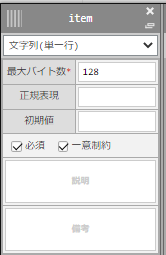 item
文字列(単一行)
最大バイト数* 128
正規表現
初期値
必須 一意制約
説明
備考